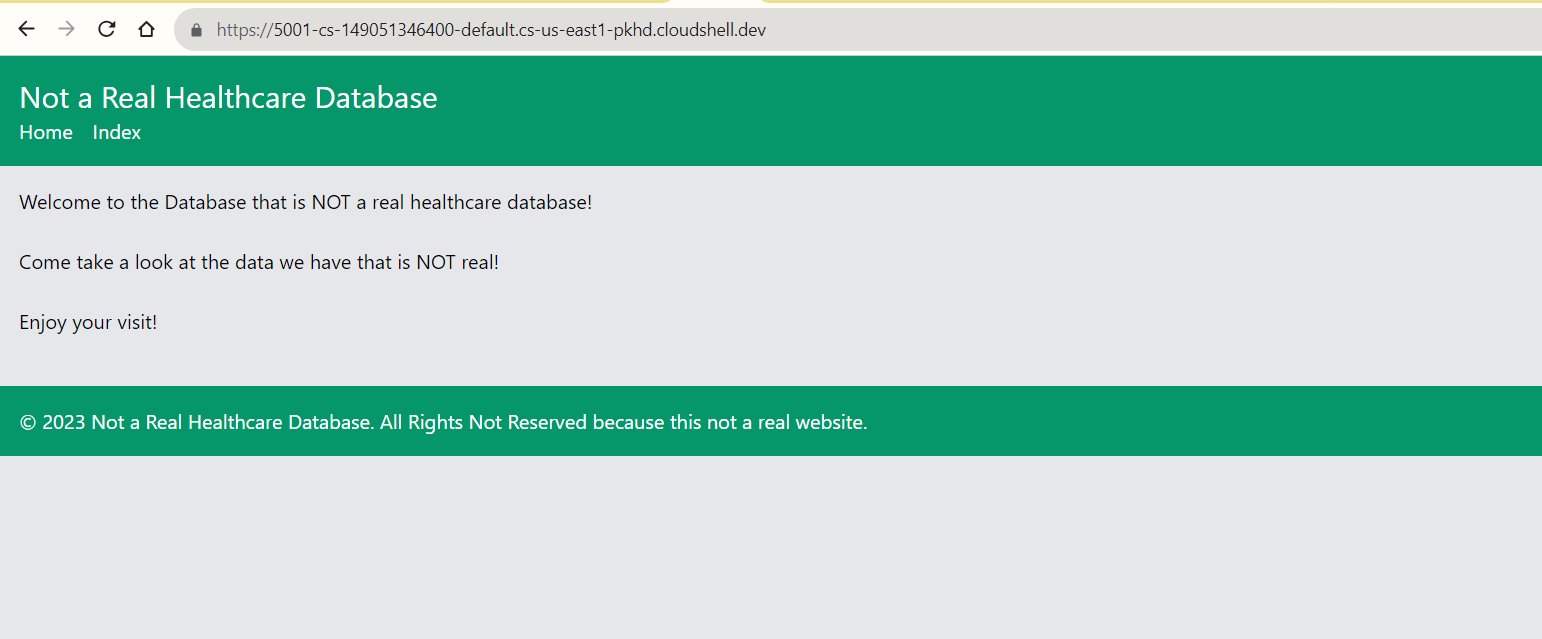 https://5001-cs-149051346400-default.cs-us-east1-pkhd.cloudshell.dev
Not a Real Healthcare Database
Home Index
Welcome to the Database that is NOT a real healthcare database!
Come take a look at the data we have that is NOT real!
Enjoy your visit!
© 2023 Not a Real Healthcare Database. All Rights Not Reserved because this not a real website.